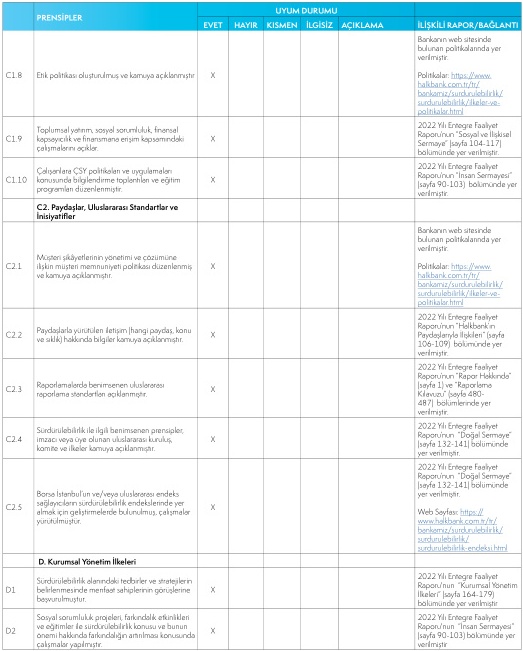 PRENSİPLER
UYUM DURUMU
EVET HAYIR KISMEN İLGİSİZ AÇIKLAMA İLİŞKİLİ RAPOR/BAĞLANTI
C1.8
Etik politikası oluşturulmuş ve kamuya açıklanmıştır
X
Bankanın web sitesinde
bulunan politikalarında yer
verilmiştir.
Politikalar: https://www.
halkbank.com.tr/tr/
bankamiz/surdurulebilirlik/
surdurulebilirlik/ilkeler-ve-
politikalar.html
C1.9
Toplumsal yatırım, sosyal sorumluluk, finansal
kapsayıcılık ve finansmana erişim kapsamındaki
çalışmalarını açıklar.
X
2022 Yılı Entegre Faaliyet
Raporu'nun "Sosyal ve İlişkisel
Sermaye" (sayfa 104-117)
bölümünde yer verilmiştir.
C1.10
Çalışanlara ÇSY politikaları ve uygulamaları
konusunda bilgilendirme toplantıları ve eğitim
programları düzenlenmiştir.
X
2022 Yılı Entegre Faaliyet
Raporu'nun "İnsan Sermayesi"
(sayfa 90-103) bölümünde yer
verilmiştir.
C2. Paydaşlar, Uluslararası Standartlar ve
İnisiyatifler
C2.1
Müşteri şikâyetlerinin yönetimi ve çözümüne
ilişkin müşteri memnuniyeti politikası düzenlenmiş
ve kamuya açıklanmıştır.
X
Bankanın web sitesinde
bulunan politikalarında yer
verilmiştir.
Politikalar: https://www.
halkbank.com.tr/tr/
bankamiz/surdurulebilirlik/
surdurulebilirlik/ilkeler-ve-
politikalar.html
C2.2
Paydaşlarla yürütülen iletişim (hangi paydaş, konu
ve sıklık) hakkında bilgiler kamuya açıklanmıştır.
X
2022 Yılı Entegre Faaliyet
Raporu'nun "Halkbank'ın
Paydaşlarıyla İlişkileri" (sayfa
106-109) bölümünde yer
verilmiştir.
C2.3
Raporlamalarda benimsenen uluslararası
raporlama standartları açıklanmıştır.
X
2022 Yılı Entegre Faaliyet
Raporu'nun "Rapor Hakkında"
(sayfa 1) ve "Raporlama
Kılavuzu" (sayfa 480-
487) bölümlerinde yer
verilmiştir.
C2.4
Sürdürülebilirlik ile ilgili benimsenen prensipler,
imzacı veya üye olunan uluslararası kuruluş,
komite ve ilkeler kamuya açıklanmıştır.
X
2022 Yılı Entegre Faaliyet
Raporu'nun "Doğal Sermaye"
(sayfa 132-141) bölümünde
yer verilmiştir.
C2.5
Borsa İstanbul'un ve/veya uluslararası endeks
sağlayıcıların sürdürülebilirlik endekslerinde yer
almak için geliştirmelerde bulunulmuş, çalışmalar
yürütülmüştür.
X
2022 Yılı Entegre Faaliyet
Raporu'nun "Doğal Sermaye"
(sayfa 132-141) bölümünde
yer verilmiştir.
Web Sayfası: https://
www.halkbank.com.tr/tr/
bankamiz/surdurulebilirlik/
surdurulebilirlik/
surdurulebilirlik-endeksi.html
D. Kurumsal Yönetim İlkeleri
D1
Sürdürülebilirlik alanındaki tedbirler ve stratejilerin
belirlenmesinde menfaat sahiplerinin görüşlerine
başvurulmuştur.
X
2022 Yılı Entegre Faaliyet
Raporu'nun "Kurumsal Yönetim
İlkeleri" (sayfa 164-179)
bölümünde yer verilmiştir
D2
Sosyal sorumluluk projeleri, farkındalık etkinlikleri
ve eğitimler ile sürdürülebilirlik konusu ve bunun
önemi hakkında farkındalığın artırılması konusunda
çalışmalar yapılmıştır.
X
2022 Yılı Entegre Faaliyet
Raporu'nun "İnsan Sermayesi"
(sayfa 90-103) bölümünde yer
verilmiştir